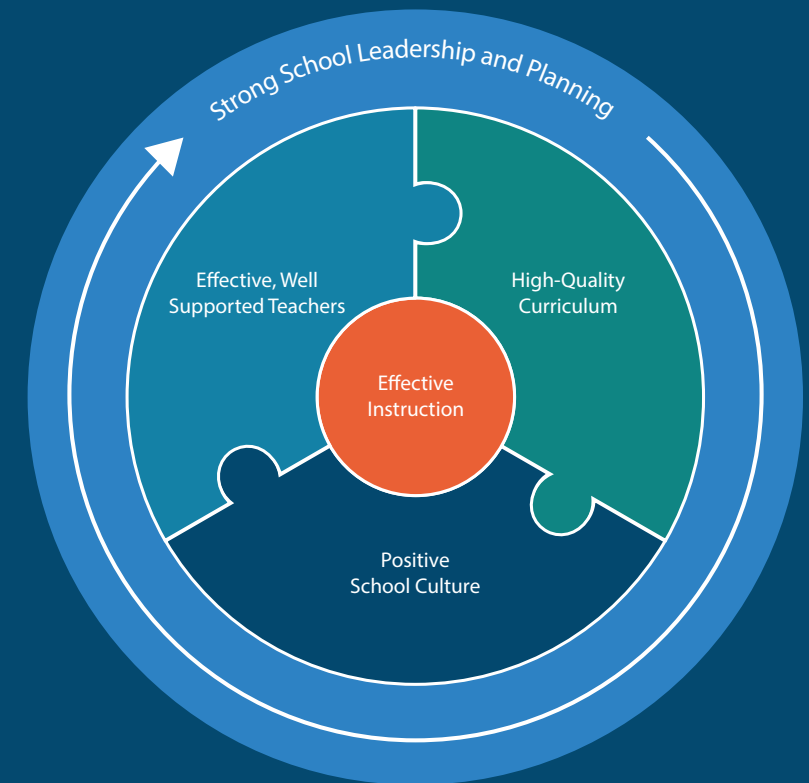 Strong School Leadership and Planning
Effective, Well
Supported Teachers
High-Quality
Curriculum
Effective
Instruction
Positive
School Culture